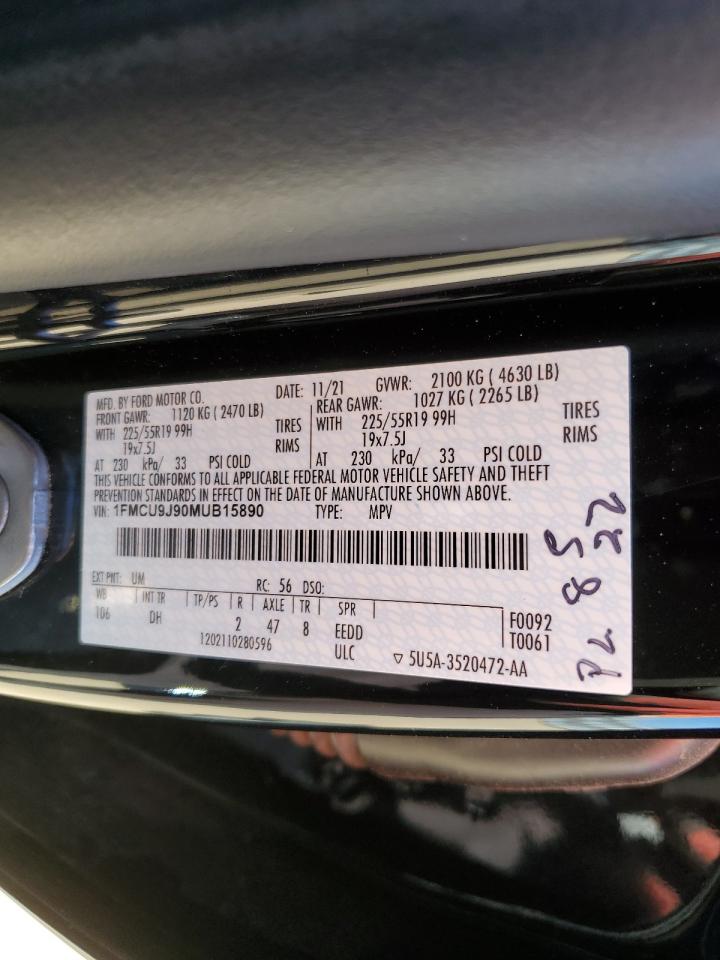 MFD. BY FORD MOTOR CO. DATE: 11/21 GVWR: 2100 KG ( 4630 LB)
FRONT GAWR: 1120 KG (2470 LB) REAR GAWR: 1027 KG ( 2265 LB)
WITH 225/55R19 99H TIRES WITH 225/55R19 99H TIRES
19x7.5J RIMS 19x7.5J RIMS
AT 230 kPa/ 33 PSI COLD AT 230 kPa/ 33 PSI COLD
THIS VEHICLE CONFORMS TO ALL APPLICABLE FEDERAL MOTOR VEHICLE SAFETY AND THEFT
PREVENTION STANDARDS IN EFFECT ON THE DATE OF MANUFACTURE SHOWN ABOVE.
VIN: 1FMCU9J90MUB15890 TYPE: MPV
EXT PNT: UM RC: 56 DSO:
WB INT TR TP/PS R AXLE TR SPR
106 DH 2 47 8 EEDD F0092
1202110280596 ULC T0061
▽ 5U5A-3520472-AA
PL 8 5
22